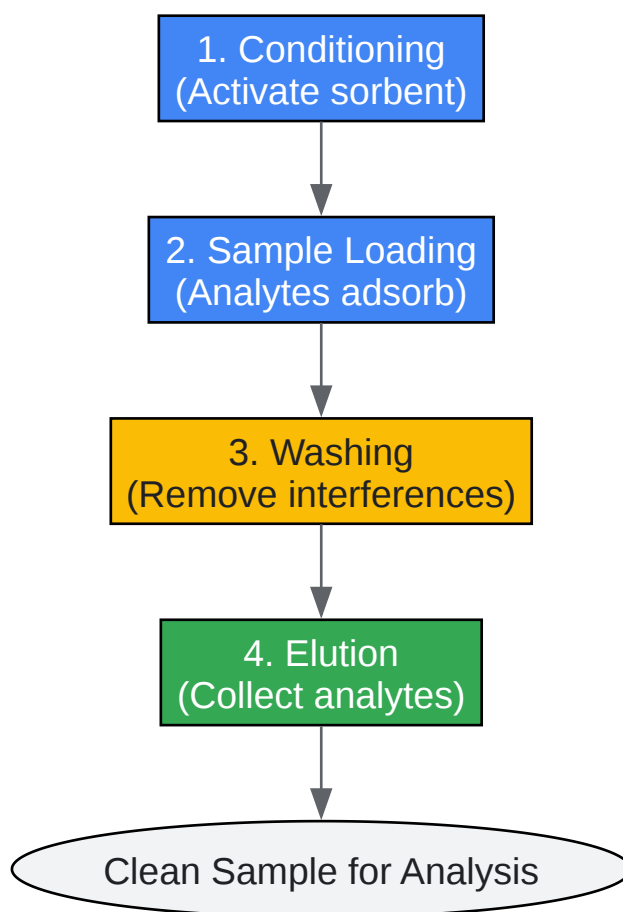 1. Conditioning
(Activate sorbent)
2. Sample Loading
(Analytes adsorb)
3. Washing
(Remove interferences)
4. Elution
(Collect analytes)
Clean Sample for Analysis